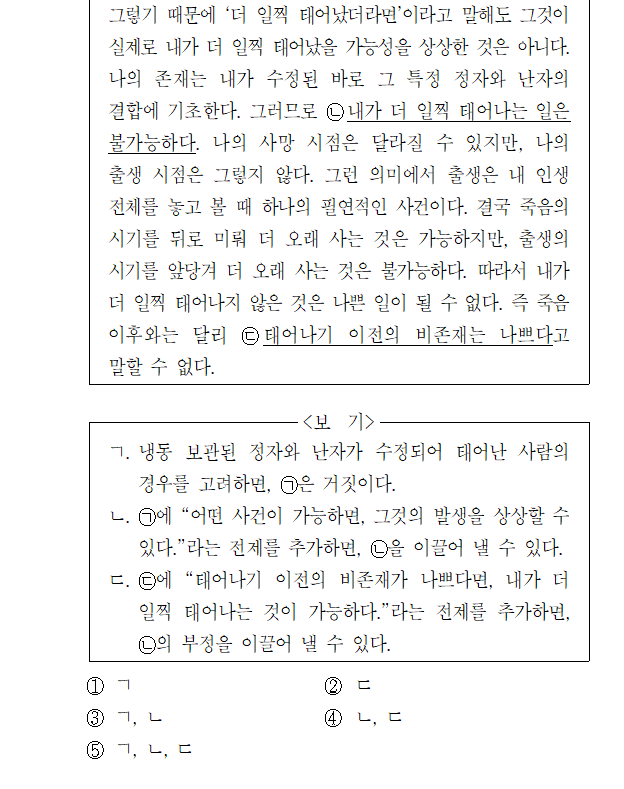 그렇기 때문에 ‘더 일찍 태어났더라면’이라고 말해도 그것이
실제로 내가 더 일찍 태어났을 가능성을 상상한 것은 아니다.
나의 존재는 내가 수정된 바로 그 특정 정자와 난자의
결합에 기초한다. 그러므로 ㉡내가 더 일찍 태어나는 일은
불가능하다. 나의 사망 시점은 달라질 수 있지만, 나의
출생 시점은 그렇지 않다. 그런 의미에서 출생은 내 인생
전체를 놓고 볼 때 하나의 필연적인 사건이다. 결국 죽음의
시기를 뒤로 미뤄 더 오래 사는 것은 가능하지만, 출생의
시기를 앞당겨 더 오래 사는 것은 불가능하다. 따라서 내가
더 일찍 태어나지 않은 것은 나쁜 일이 될 수 없다. 즉 죽음
이후와는 달리 ㉢태어나기 이전의 비존재는 나쁘다고
말할 수 없다.
<보 기>
ㄱ. 냉동 보관된 정자와 난자가 수정되어 태어난 사람의
경우를 고려하면, ㉠은 거짓이다.
ㄴ. ㉠에 “어떤 사건이 가능하면, 그것의 발생을 상상할 수
있다.”라는 전제를 추가하면, ㉡을 이끌어 낼 수 있다.
ㄷ. ㉢에 “태어나기 이전의 비존재가 나쁘다면, 내가 더
일찍 태어나는 것이 가능하다.”라는 전제를 추가하면,
㉡의 부정을 이끌어 낼 수 있다.
① ㄱ ② ㄷ
③ ㄱ, ㄴ ④ ㄴ, ㄷ
⑤ ㄱ, ㄴ, ㄷ